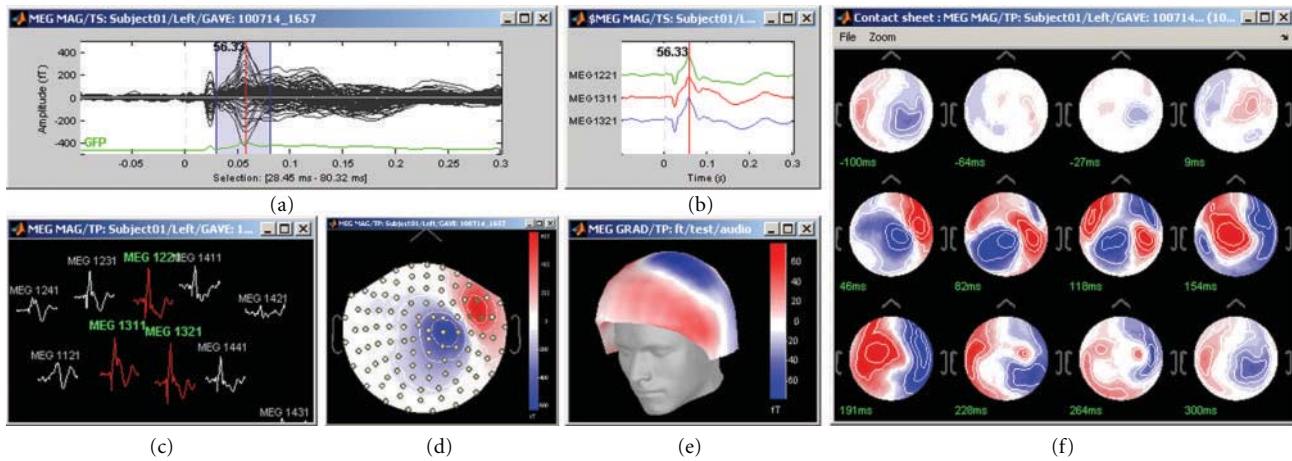 MEG MAG/TS: Subject01/Left/GAVE: 100714_1657
Amplitude (fT)
400
200
0
-200
-400
56.33
GFP
-0.05 0 0.05 0.1 0.15 0.2 0.25 0.3
Selection: [28.45 ms - 80.32 ms]
(a)
$MEG MAG/TS: Subject01/L...
56.33
MEG1221
MEG1311
MEG1321
0 0.1 0.2 0.3
Time (s)
(b)
MEG MAG/TP: Subject01/Left/GAVE: 1...
MEG 1221
MEG 1411
MEG 1231
MEG 1241
MEG 1421
MEG 1311
MEG 1321
MEG 1121
MEG 1441
MEG 1431
(c)
MEG MAG/TP: Subject01/Left/GAVE: 100714_1657
fT
(d)
MEG GRAD/TP: ft/test/audio
60
40
20
0
-20
-40
-60
fT
(e)
Contact sheet : MEG MAG/TP: Subject01/Left/GAVE: 100714... (10...
File Zoom
-100ms -64ms -27ms 9ms
46ms 82ms 118ms 154ms
191ms 228ms 264ms 300ms
(f)